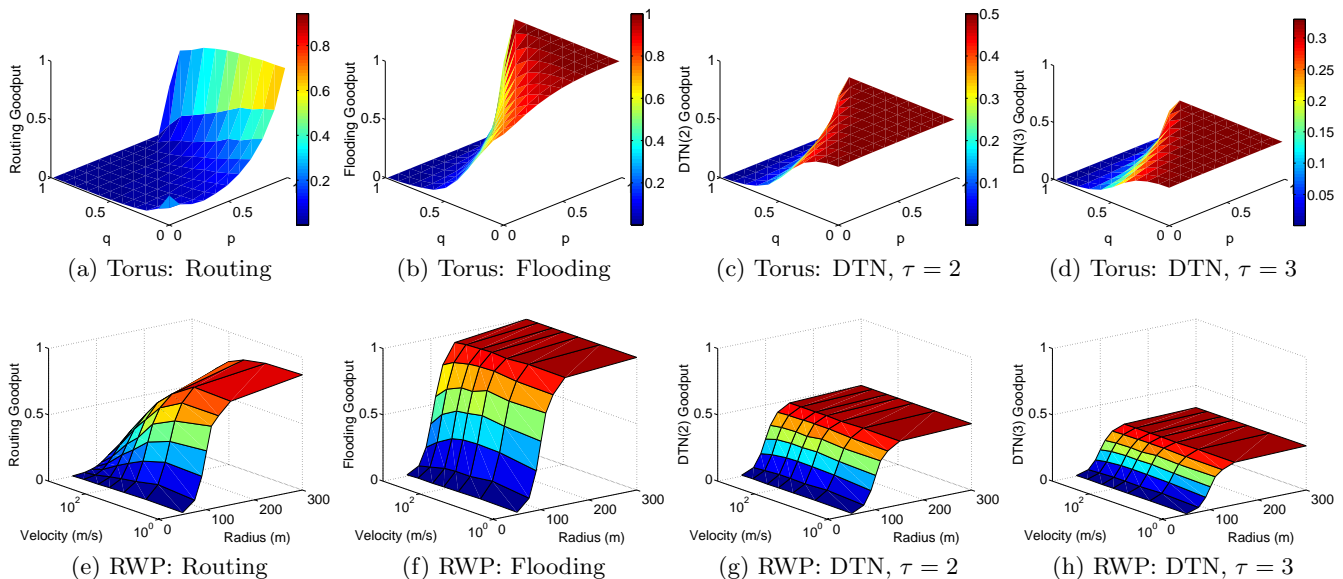 Routing Goodput
1
0.5
0
1
0.5
0
q
0
0.5
p
0.8
0.6
0.4
0.2
(a) Torus: Routing
Flooding Goodput
1
0.5
0
1
0.5
0
q
0
0.5
p
1
0.8
0.6
0.4
0.2
(b) Torus: Flooding
DTN(2) Goodput
1
0.5
0
1
0.5
0
q
0
0.5
p
0.5
0.4
0.3
0.2
0.1
(c) Torus: DTN, τ = 2
DTN(3) Goodput
1
0.5
0
1
0.5
0
q
0
0.5
p
0.3
0.25
0.2
0.15
0.1
0.05
(d) Torus: DTN, τ = 3
Routing Goodput
1
0.5
0
10²
10⁰
Velocity (m/s)
0
100
200
300
Radius (m)
(e) RWP: Routing
Flooding Goodput
1
0.5
0
10²
10⁰
Velocity (m/s)
0
100
200
300
Radius (m)
(f) RWP: Flooding
DTN(2) Goodput
1
0.5
0
10²
10⁰
Velocity (m/s)
0
100
200
300
Radius (m)
(g) RWP: DTN, τ = 2
DTN(3) Goodput
1
0.5
0
10²
10⁰
Velocity (m/s)
0
100
200
300
Radius (m)
(h) RWP: DTN, τ = 3